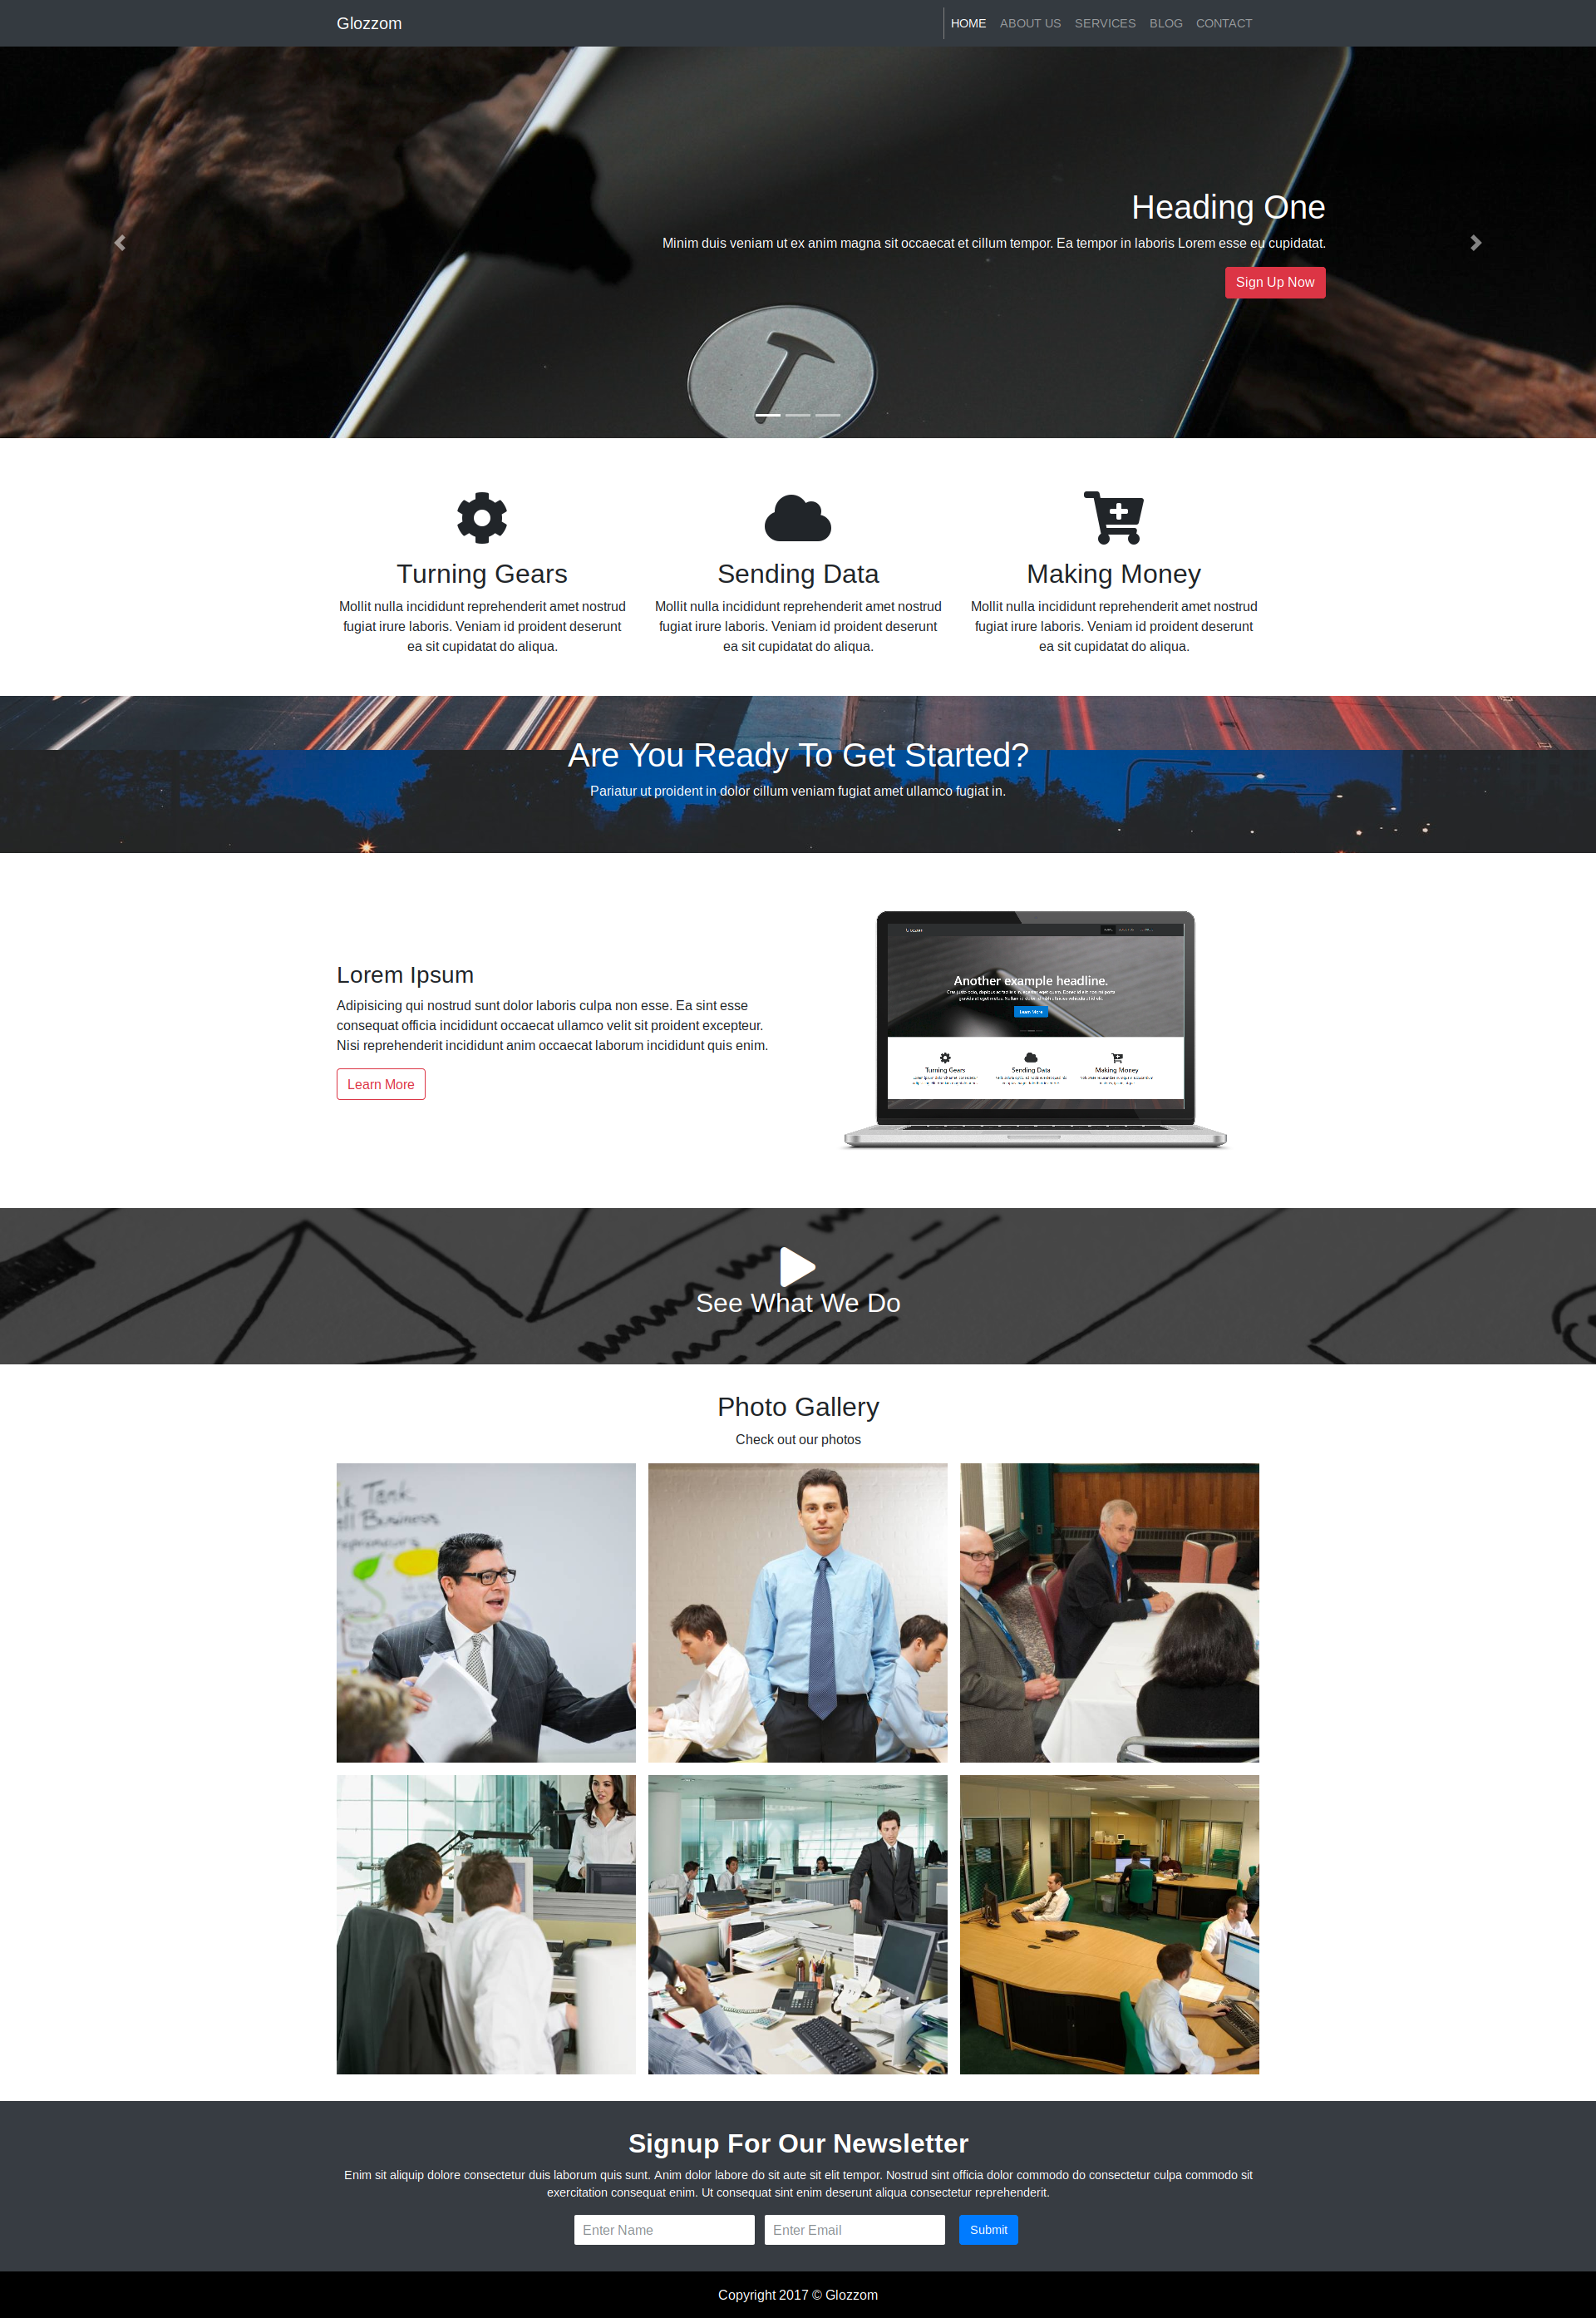 Glozzom
HOME ABOUT US SERVICES BLOG CONTACT
Heading One
Minim duis veniam ut ex anim magna sit occaecat et cillum tempor. Ea tempor in laboris Lorem esse eu cupidatat.
Sign Up Now
Turning Gears
Mollit nulla incididunt reprehenderit amet nostrud
fugiat irure laboris. Veniam id proident deserunt
ea sit cupidatat do aliqua.
Sending Data
Mollit nulla incididunt reprehenderit amet nostrud
fugiat irure laboris. Veniam id proident deserunt
ea sit cupidatat do aliqua.
Making Money
Mollit nulla incididunt reprehenderit amet nostrud
fugiat irure laboris. Veniam id proident deserunt
ea sit cupidatat do aliqua.
Are You Ready To Get Started?
Pariatur ut proident in dolor cillum veniam fugiat amet ullamco fugiat in.
Lorem Ipsum
Adipisicing qui nostrud sunt dolor laboris culpa non esse. Ea sint esse
consequat officia incididunt occaecat ullamco velit sit proident excepteur.
Nisi reprehenderit incididunt anim occaecat laborum incididunt quis enim.
Learn More
Glozzom
Another example headline.
Learn More
Turning Gears
Sending Data
Making Money
See What We Do
Photo Gallery
Check out our photos
Tank
Business
Signup For Our Newsletter
Enim sit aliquip dolore consectetur duis laborum quis sunt. Anim dolor labore do sit aute sit elit tempor. Nostrud sint officia dolor commodo do consectetur culpa commodo sit
exercitation consequat enim. Ut consequat sint enim deserunt aliqua consectetur reprehenderit.
Enter Name
Enter Email
Submit
Copyright 2017 © Glozzom